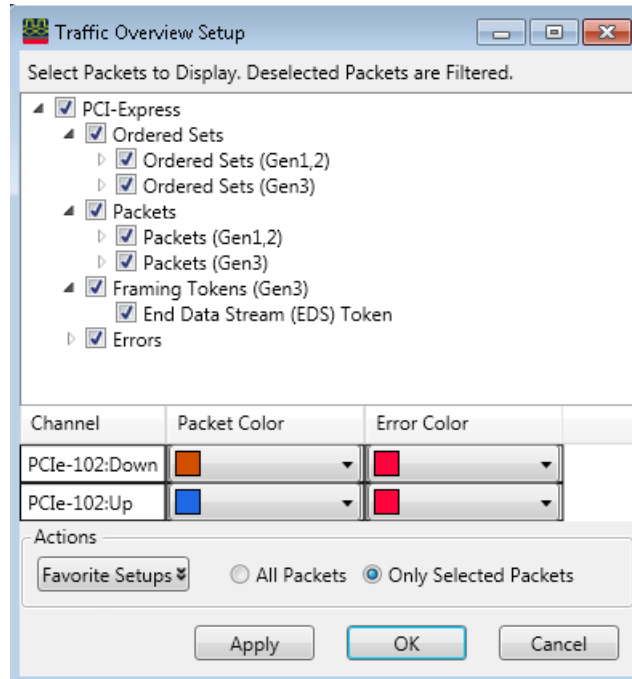 Traffic Overview Setup
Select Packets to Display. Deselected Packets are Filtered.
PCI-Express
Ordered Sets
Ordered Sets (Gen1,2)
Ordered Sets (Gen3)
Packets
Packets (Gen1,2)
Packets (Gen3)
Framing Tokens (Gen3)
End Data Stream (EDS) Token
Errors
Channel Packet Color Error Color
PCIe-102:Down
PCIe-102:Up
Actions
Favorite Setups All Packets Only Selected Packets
Apply OK Cancel